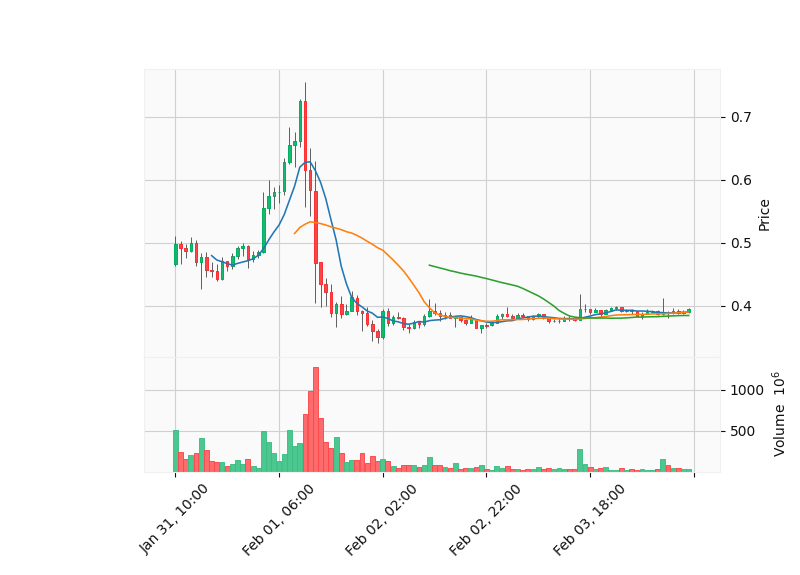 0.7
0.6
0.5
0.4
Price
1000
500
Volume 10^6
Jan 31, 10:00
Feb 01, 06:00
Feb 02, 02:00
Feb 02, 22:00
Feb 03, 18:00